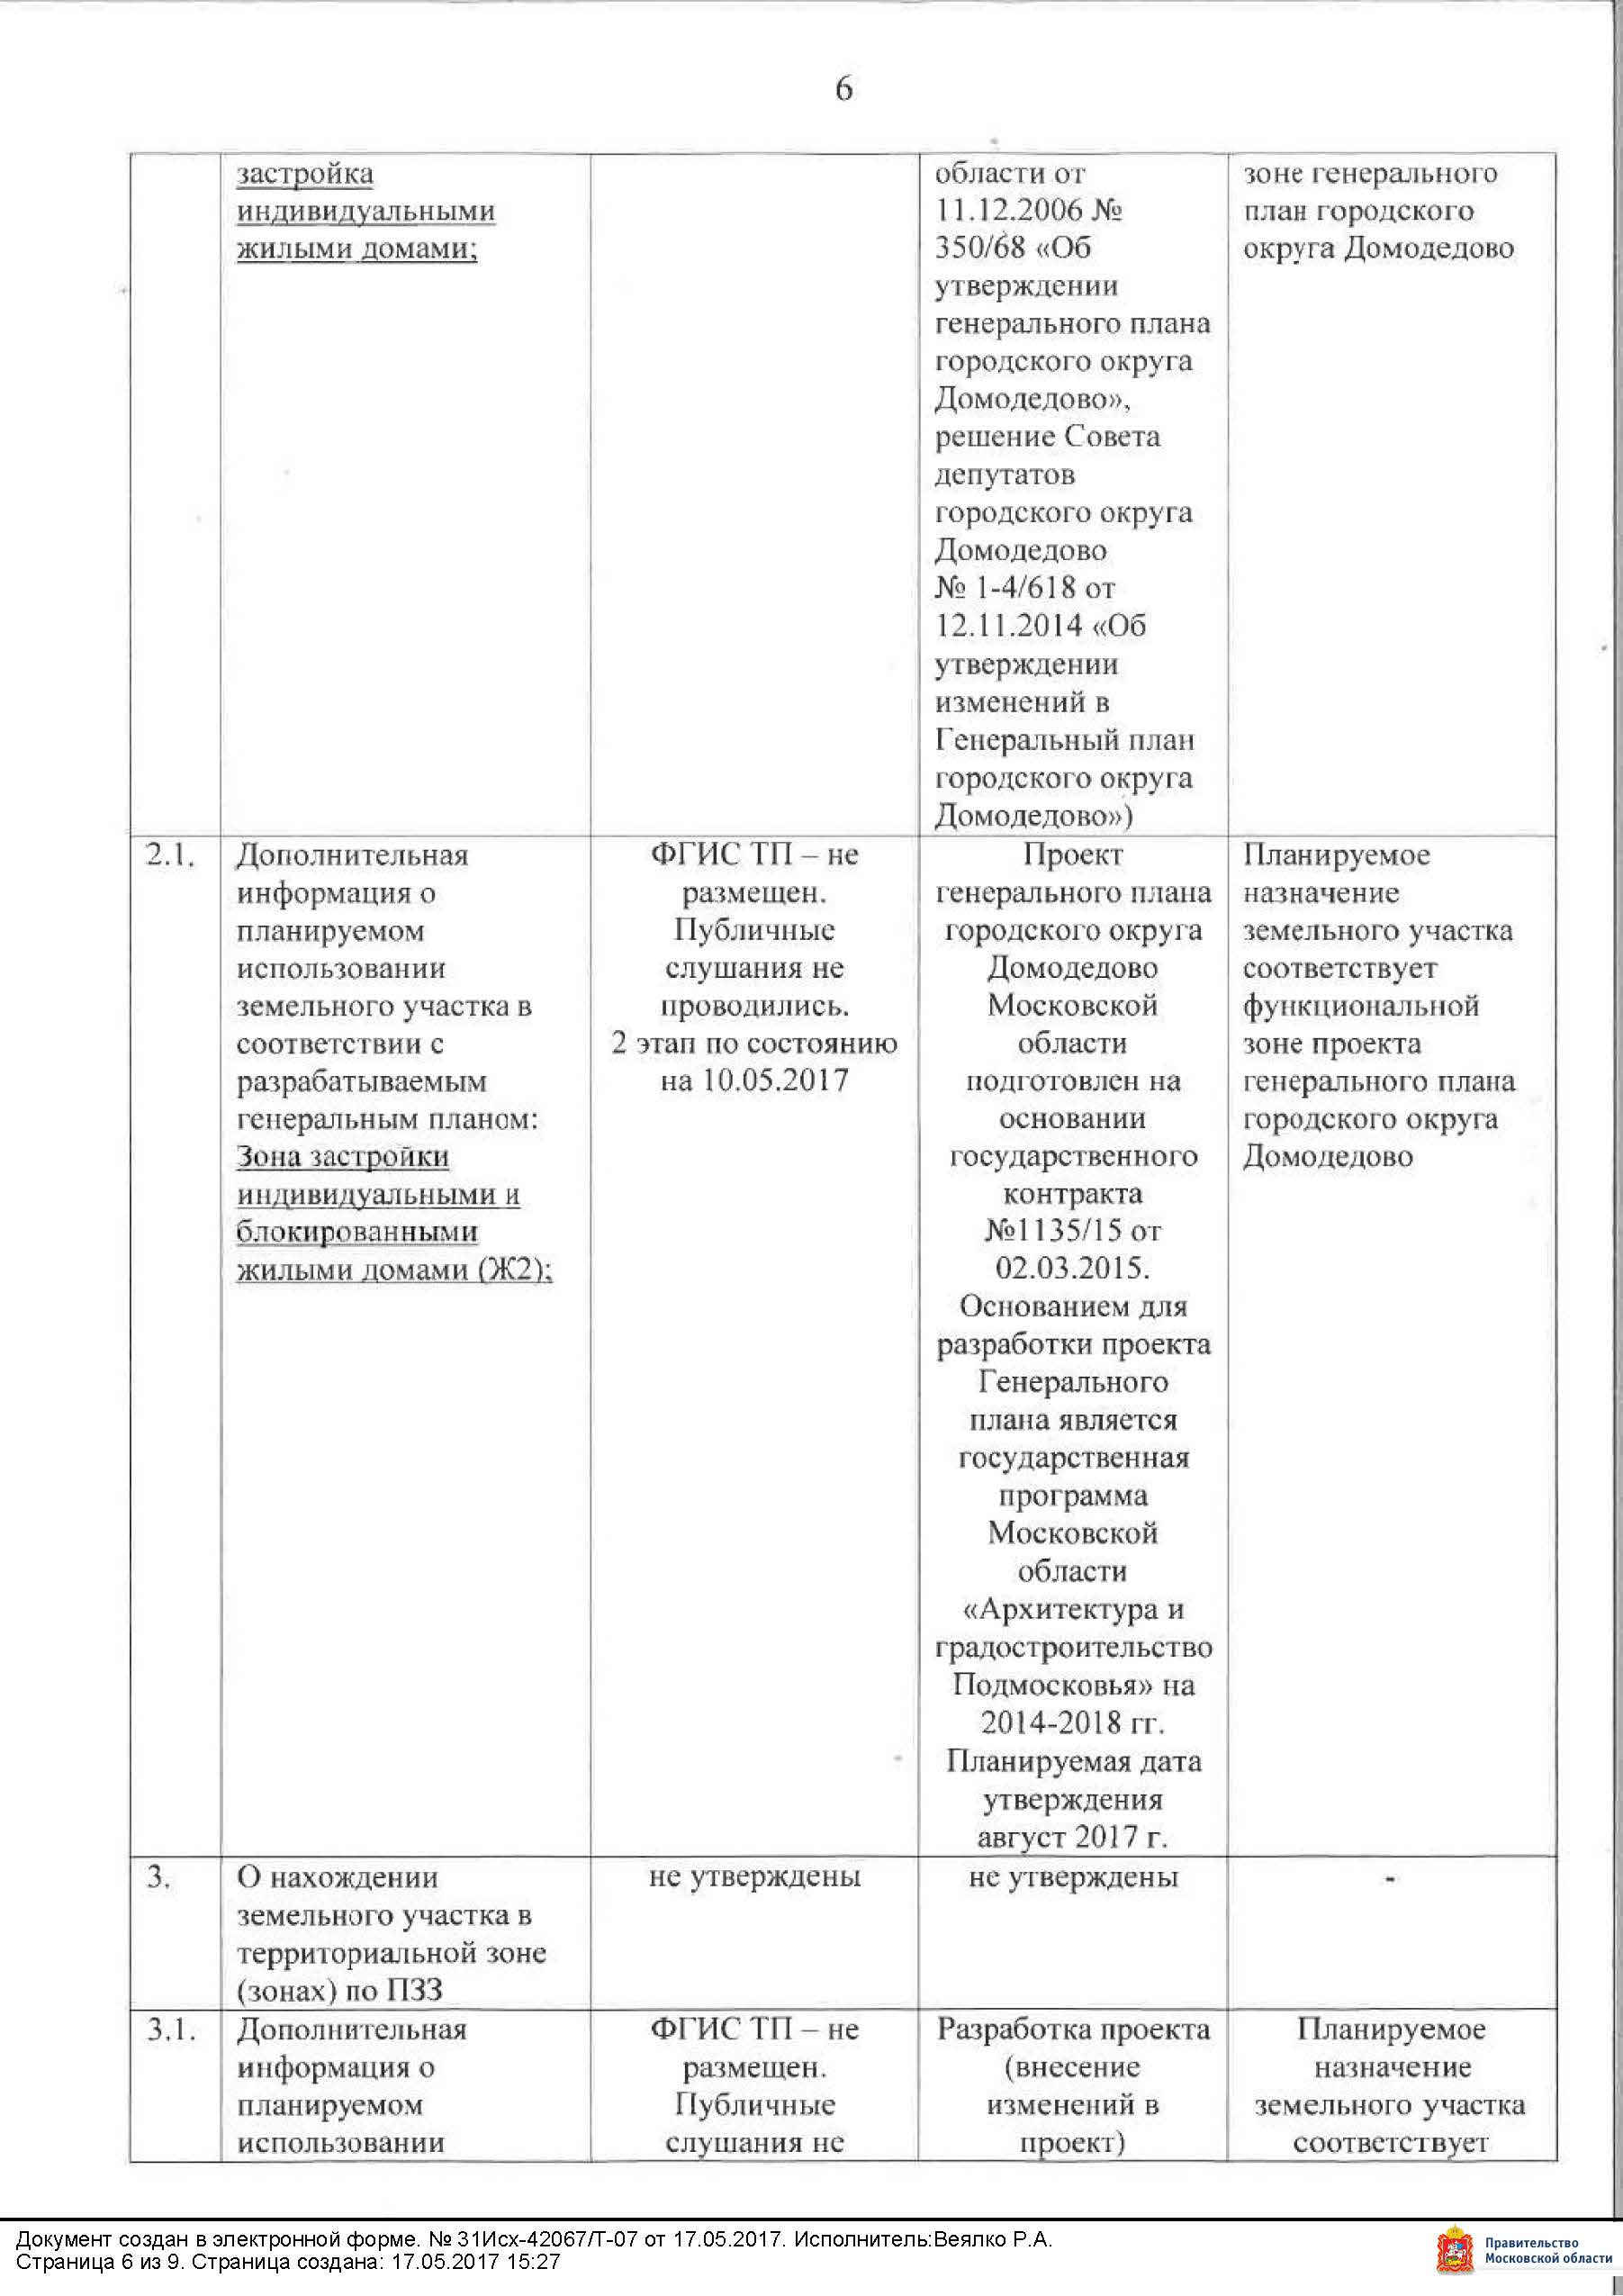 6
застройка
индивидуальными
жилыми домами;
области от
11.12.2006 №
350/68 «Об
утверждении
генерального плана
городского округа
Домодедово»,
решение Совета
депутатов
городского округа
Домодедово
№ 1-4/618 от
12.11.2014 «Об
утверждении
изменений в
Генеральный план
городского округа
Домодедово»)
зоне генерального
план городского
округа Домодедово
2.1.
Дополнительная
информация о
планируемом
использовании
земельного участка в
соответствии с
разрабатываемым
генеральным планом:
Зона застройки
индивидуальными и
блокированными
жилыми домами (Ж2);
ФГИС ТП – не
размещен.
Публичные
слушания не
проводились.
2 этап по состоянию
на 10.05.2017
Проект
генерального плана
городского округа
Домодедово
Московской
области
подготовлен на
основании
государственного
контракта
№1135/15 от
02.03.2015.
Основанием для
разработки проекта
Генерального
плана является
государственная
программа
Московской
области
«Архитектура и
градостроительство
Подмосковья» на
2014-2018 гг.
Планируемая дата
утверждения
август 2017 г.
Планируемое
назначение
земельного участка
соответствует
функциональной
зоне проекта
генерального плана
городского округа
Домодедово
3.
О нахождении
земельного участка в
территориальной зоне
(зонах) по ПЗЗ
не утверждены
не утверждены
-
3.1.
Дополнительная
информация о
планируемом
использовании
ФГИС ТП – не
размещен.
Публичные
слушания не
Разработка проекта
(внесение
изменений в
проект)
Планируемое
назначение
земельного участка
соответствует
Документ создан в электронной форме. № 31Исх-42067/Т-07 от 17.05.2017. Исполнитель:Веялко Р.А.
Страница 6 из 9. Страница создана: 17.05.2017 15:27
Правительство
Московской области